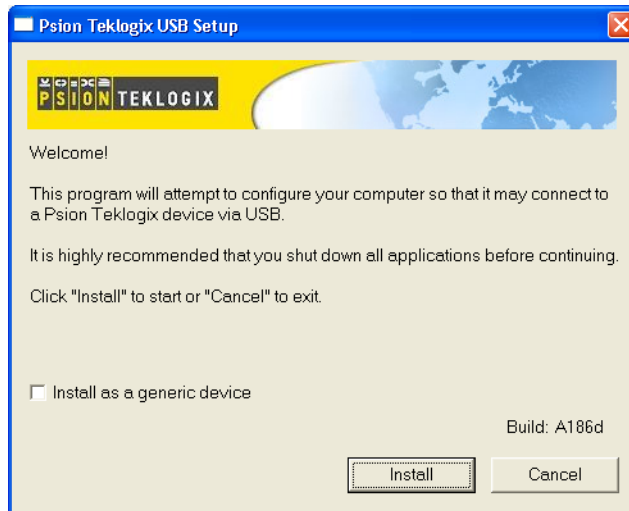 Psion Teklogix USB Setup
PSION TEKLOGIX
Welcome!
This program will attempt to configure your computer so that it may connect to
a Psion Teklogix device via USB.
It is highly recommended that you shut down all applications before continuing.
Click "Install" to start or "Cancel" to exit.
Install as a generic device
Build: A186d
Install
Cancel